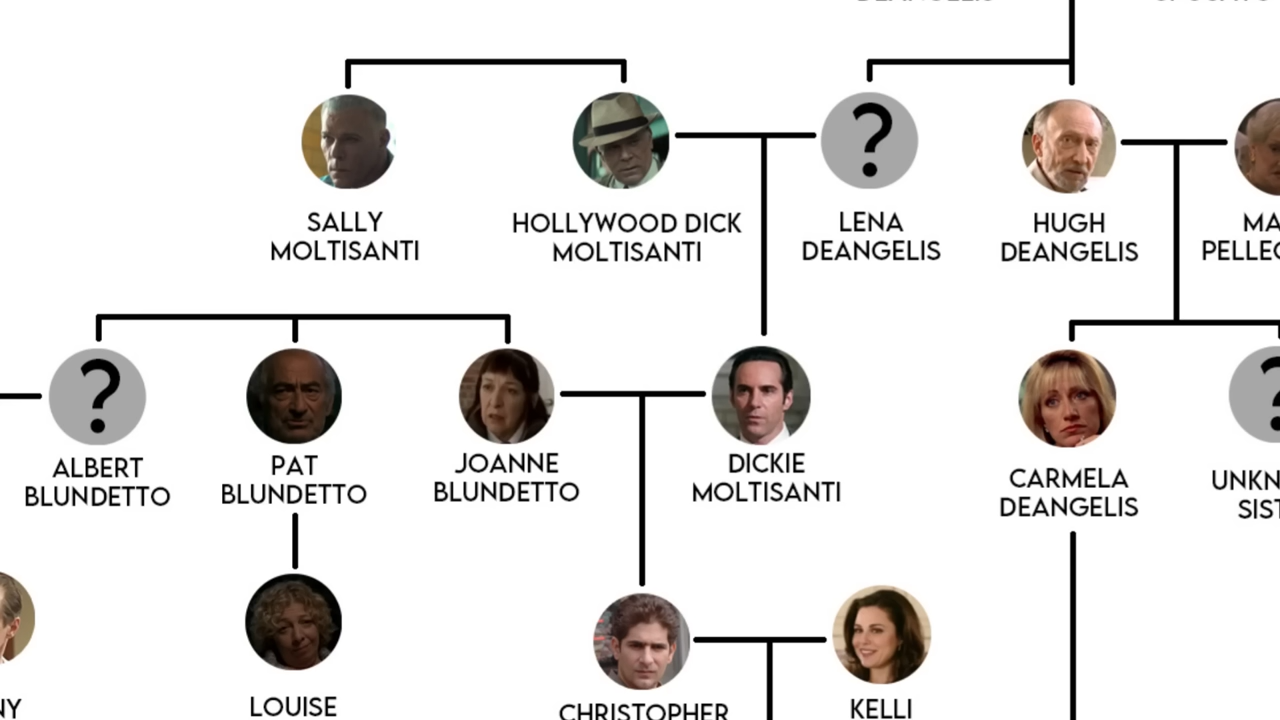 SALLY
MOLTISANTI
HOLLYWOOD DICK
MOLTISANTI
LENA
DEANGELIS
HUGH
DEANGELIS
?
ALBERT
BLUNDETTO
PAT
BLUNDETTO
JOANNE
BLUNDETTO
DICKIE
MOLTISANTI
CARMELA
DEANGELIS
?
?
LOUISE
CHRISTOPHER
KELLI